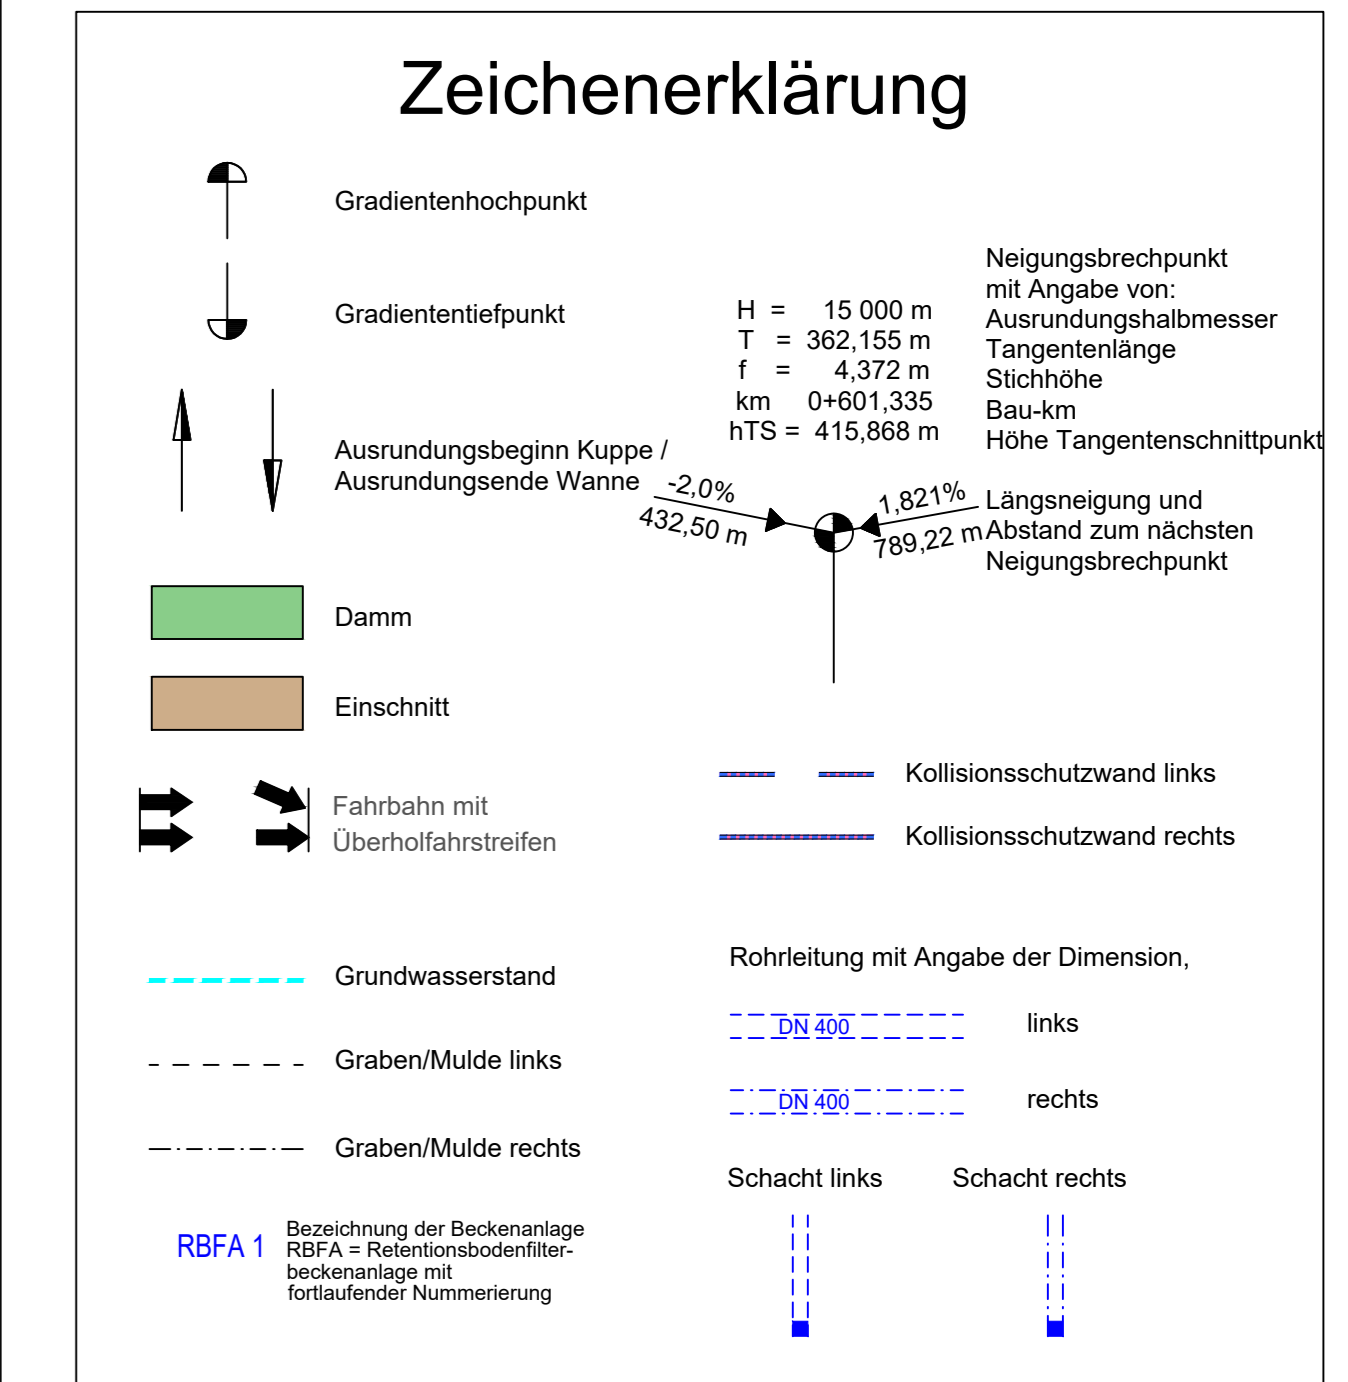 Zeichenerklärung
Gradientenhochpunkt
Gradiententiefpunkt
Ausrundungsbeginn Kuppe /
Ausrundungsende Wanne
Damm
Einschnitt
Fahrbahn mit
Überholfahrstreifen
Grundwasserstand
Graben/Mulde links
Graben/Mulde rechts
RBFA 1
Bezeichnung der Beckenanlage
RBFA = Retentionsbodenfilter-
beckenanlage mit
fortlaufender Nummerierung
H = 15 000 m
T = 362,155 m
f = 4,372 m
km 0+601,335
hTS = 415,868 m
Neigungsbrechpunkt
mit Angabe von:
Ausrundungshalbmesser
Tangentenlänge
Stichhöhe
Bau-km
Höhe Tangentenschnittpunkt
-2,0%
432,50 m
1,821%
789,22 m
Längsneigung und
Abstand zum nächsten
Neigungsbrechpunkt
Kollisionsschutzwand links
Kollisionsschutzwand rechts
Rohrleitung mit Angabe der Dimension,
DN 400
links
DN 400
rechts
Schacht links
Schacht rechts